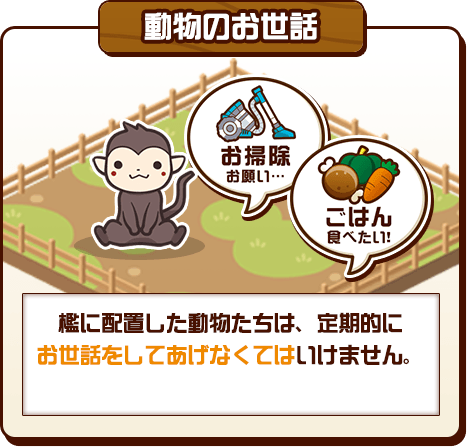 動物のお世話
お掃除
お願い…
ごはん
食べたい!
檻に配置した動物たちは、定期的に
お世話をしてあげなくてはいけません。